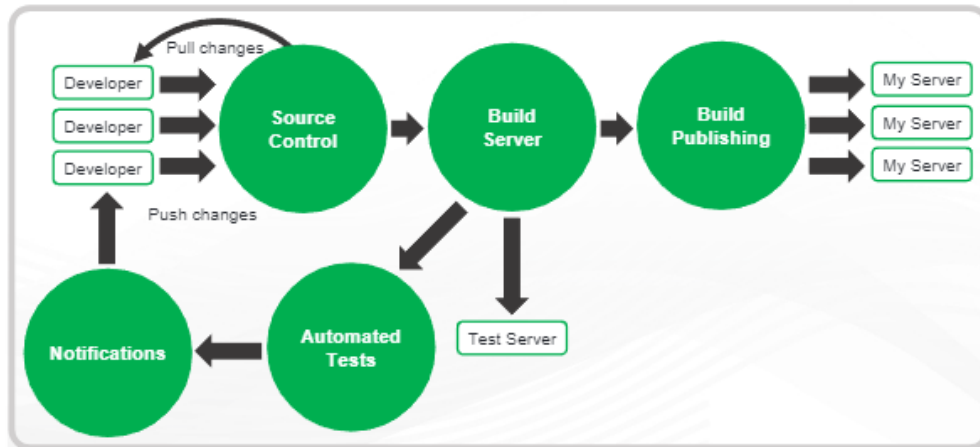 Pull changes
Developer
Developer
Developer
Source
Control
Build
Server
Build
Publishing
My Server
My Server
My Server
Push changes
Notifications
Automated
Tests
Test Server